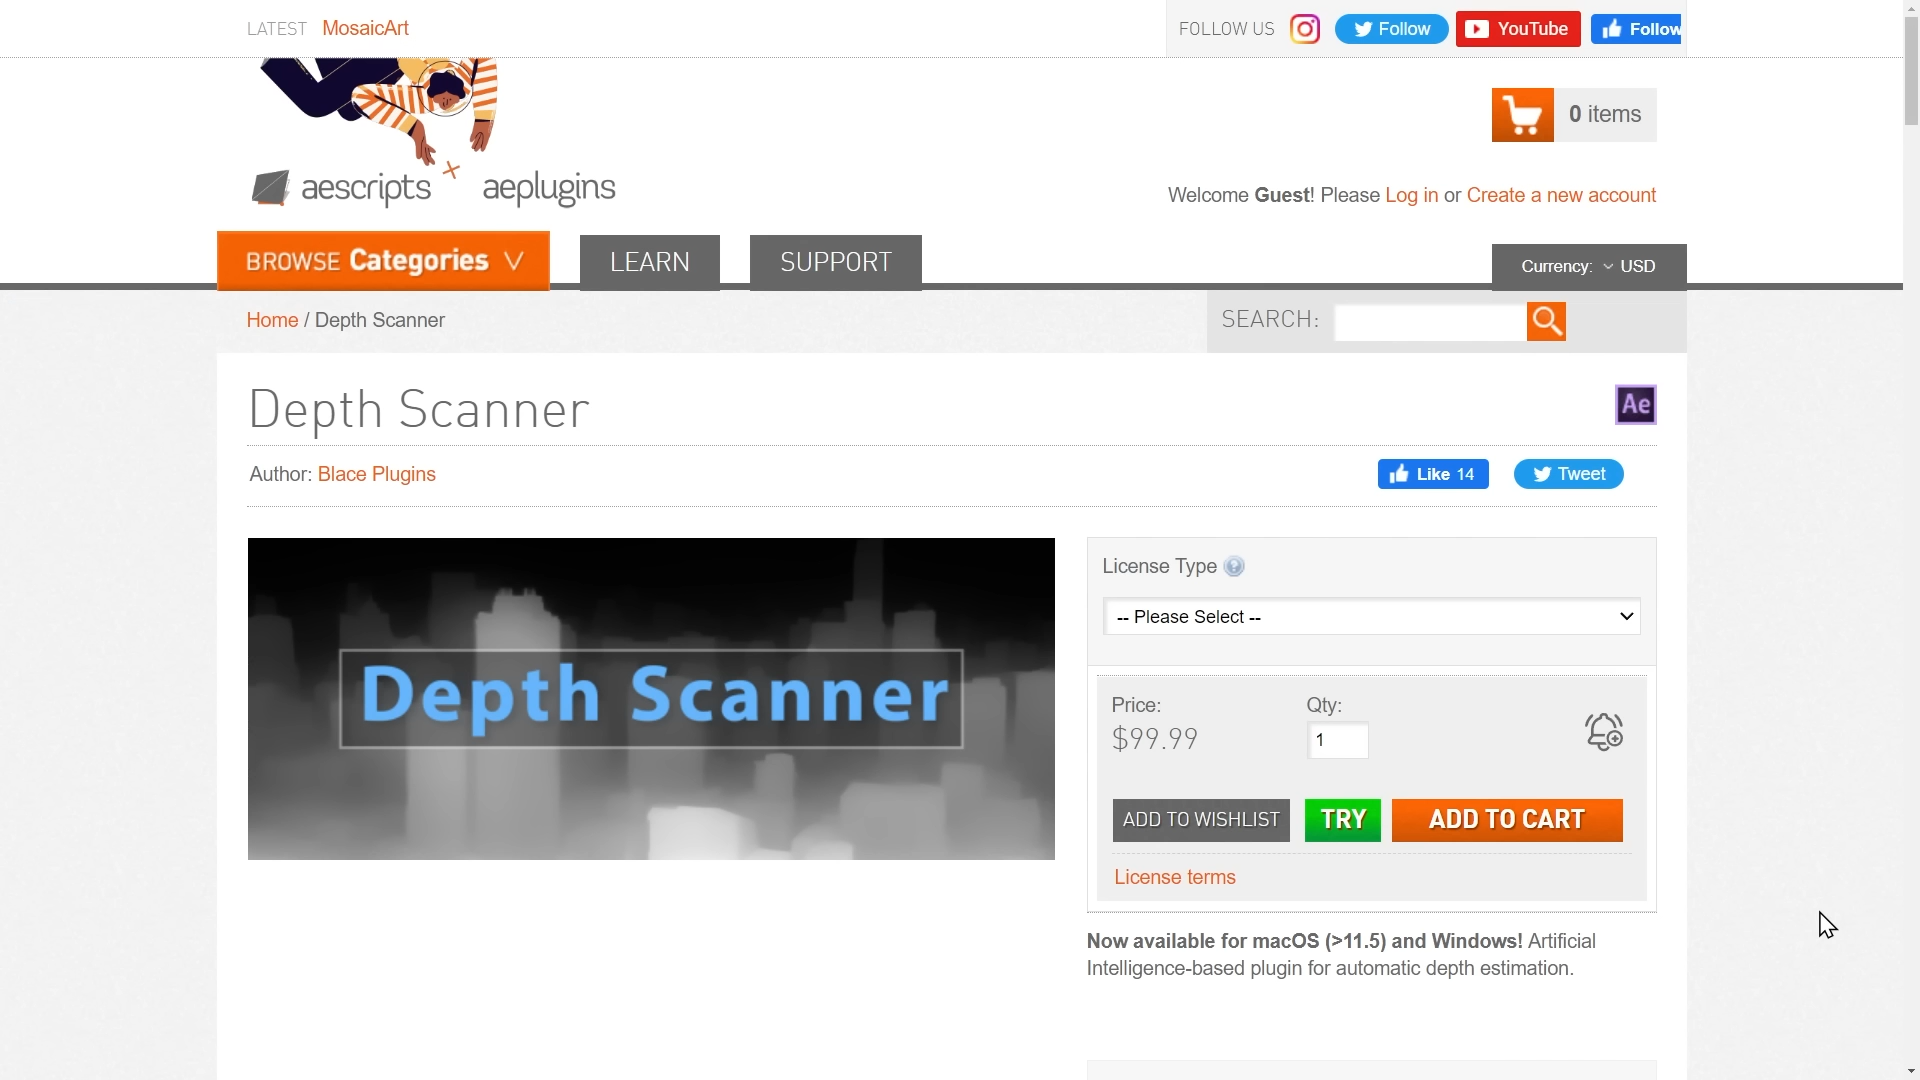 LATEST MosaicArt
FOLLOW US Follow YouTube Follow
0 items
aescripts + aeplugins
Welcome Guest! Please Log in or Create a new account
BROWSE Categories LEARN SUPPORT
Currency: USD
Home / Depth Scanner
SEARCH:
Depth Scanner
Ae
Author: Blace Plugins
Like 14 Tweet
Depth Scanner
License Type ?
-- Please Select --
Price: Qty:
$99.99 1
ADD TO WISHLIST TRY ADD TO CART
License terms
Now available for macOS (>11.5) and Windows! Artificial
Intelligence-based plugin for automatic depth estimation.